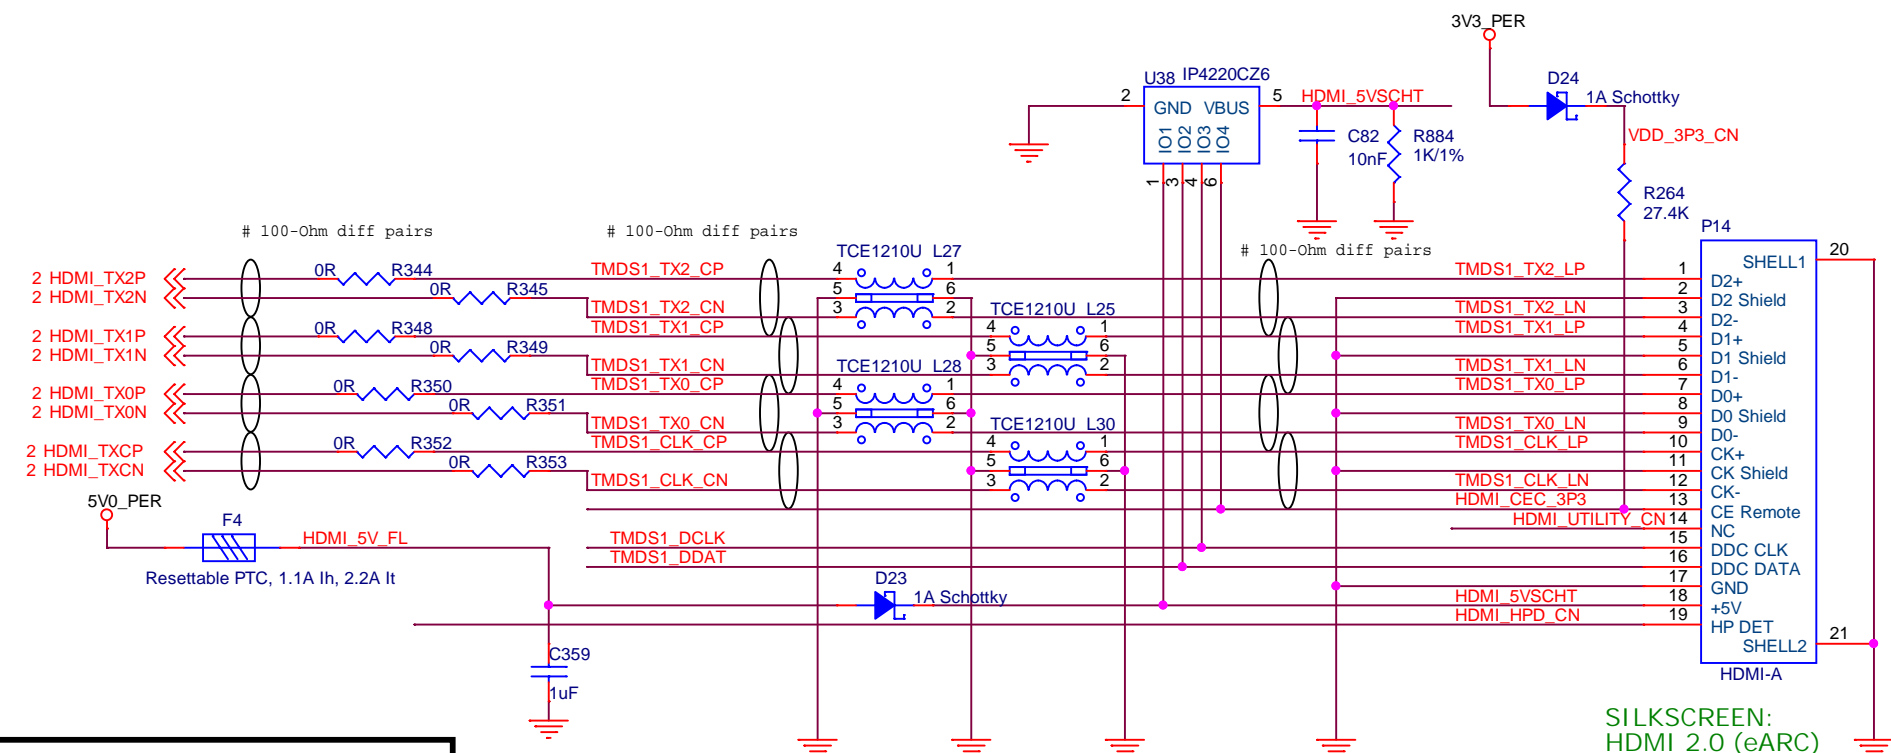 3V3_PER
U38 IP4220CZ6
D24
1A Schottky
2 GND VBUS 5 HDMI_5VSCHT
IO1 IO2 IO3 IO4
1 3 4 6
C82
10nF
R884
1K/1%
VDD_3P3_CN
R264
27.4K
P14
# 100-Ohm diff pairs
# 100-Ohm diff pairs
# 100-Ohm diff pairs
2 HDMI_TX2P 0R R344 TMDS1_TX2_CP
2 HDMI_TX2N 0R R345 TMDS1_TX2_CN
2 HDMI_TX1P 0R R348 TMDS1_TX1_CP
2 HDMI_TX1N 0R R349 TMDS1_TX1_CN
2 HDMI_TX0P 0R R350 TMDS1_TX0_CP
2 HDMI_TX0N 0R R351 TMDS1_TX0_CN
2 HDMI_TXCP 0R R352 TMDS1_CLK_CP
2 HDMI_TXCN 0R R353 TMDS1_CLK_CN
TCE1210U L27
4 1
5 6
3 2
TCE1210U L25
4 1
5 6
3 2
TCE1210U L28
4 1
5 6
3 2
TCE1210U L30
4 1
5 6
3 2
TMDS1_TX2_LP 1 D2+
2 D2 Shield
TMDS1_TX2_LN 3 D2-
TMDS1_TX1_LP 4 D1+
5 D1 Shield
TMDS1_TX1_LN 6 D1-
TMDS1_TX0_LP 7 D0+
8 D0 Shield
TMDS1_TX0_LN 9 D0-
TMDS1_CLK_LP 10 CK+
11 CK Shield
TMDS1_CLK_LN 12 CK-
HDMI_CEC_3P3 13 CE Remote
HDMI_UTILITY_CN 14 NC
15 DDC CLK
16 DDC DATA
17 GND
HDMI_5VSCHT 18 +5V
HDMI_HPD_CN 19 HP DET
SHELL1 20
SHELL2 21
HDMI-A
TMDS1_DCLK
TMDS1_DDAT
5V0_PER
F4
HDMI_5V_FL
Resettable PTC, 1.1A Ih, 2.2A It
D23
1A Schottky
C359
1uF
SILKSCREEN:
HDMI 2.0 (eARC)